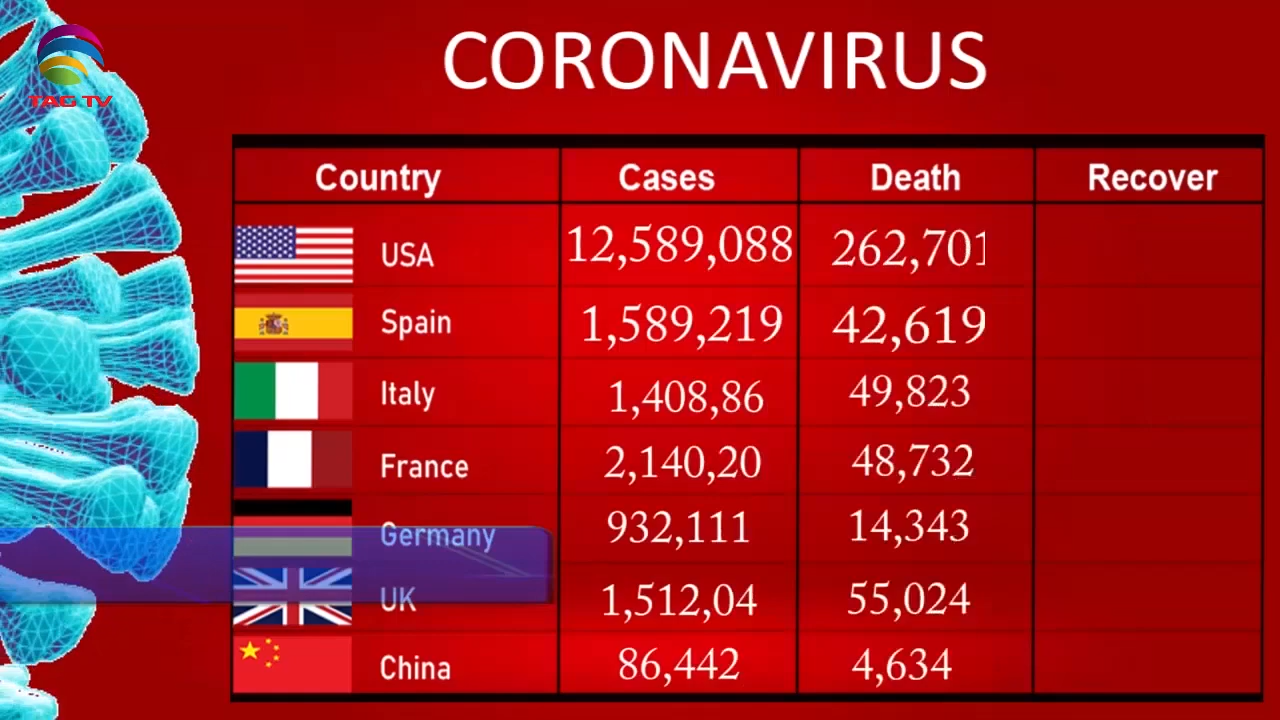 TAG TV
CORONAVIRUS
Country Cases Death Recover
USA 12,589,088 262,701
Spain 1,589,219 42,619
Italy 1,408,86 49,823
France 2,140,20 48,732
Germany 932,111 14,343
UK 1,512,04 55,024
China 86,442 4,634